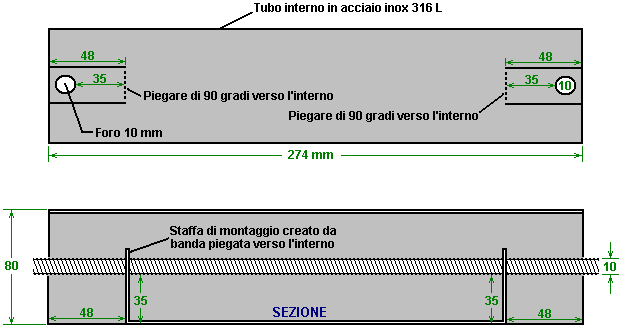 Tubo interno in acciaio inox 316 L
48
48
35
35
10
Piegare di 90 gradi verso l'interno
Piegare di 90 gradi verso l'interno
Foro 10 mm
274 mm
Staffa di montaggio creato da
banda piegata verso l'interno
80
10
35
35
48
SEZIONE
48